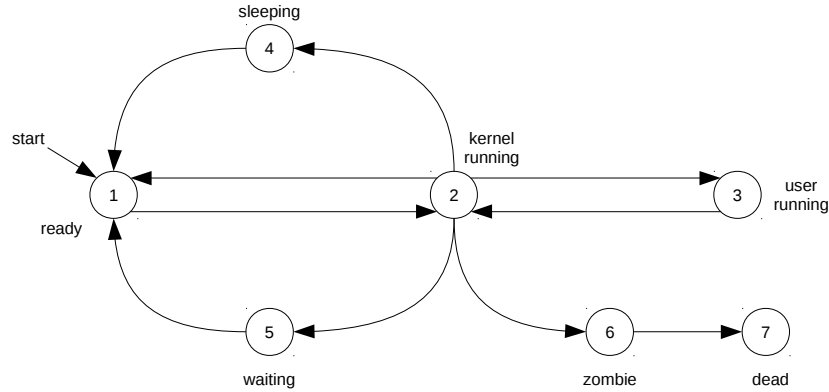 sleeping
4
start
kernel
running
1
2
3
user
running
ready
5
6
7
waiting
zombie
dead